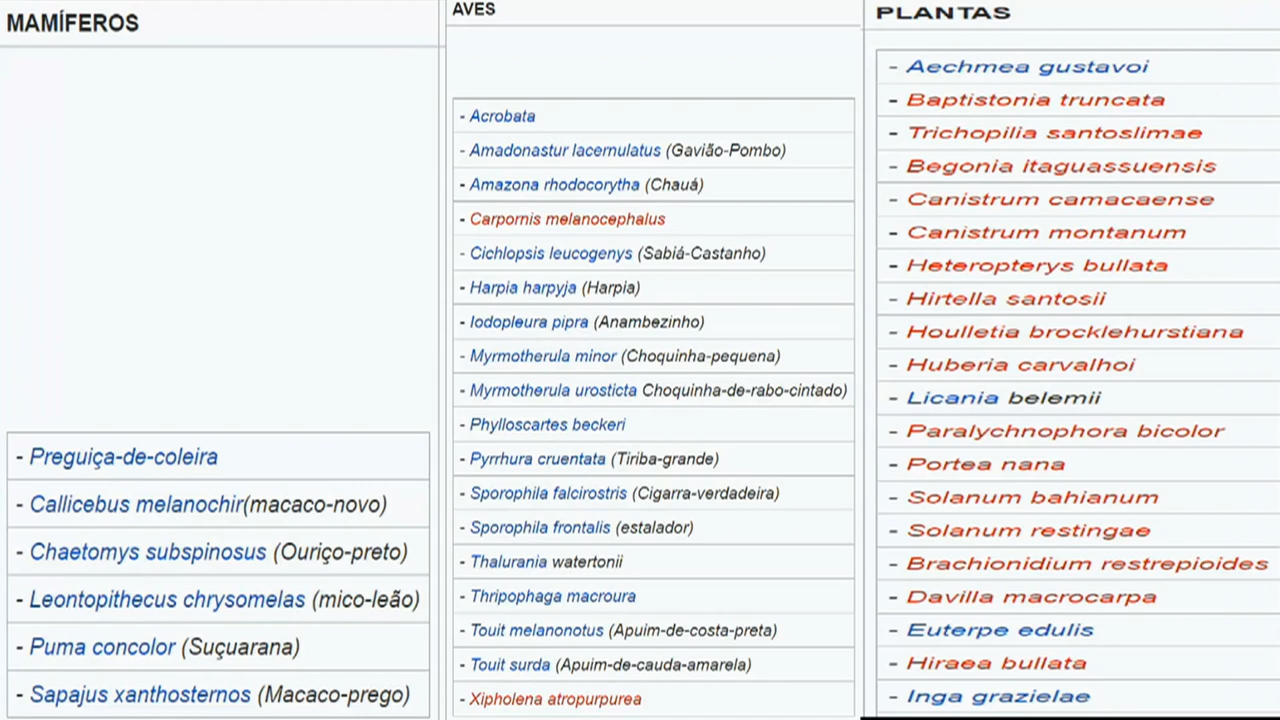 MAMÍFEROS
- Preguiça-de-coleira
- Callicebus melanochir(macaco-novo)
- Chaetomys subspinosus (Ouriço-preto)
- Leontopithecus chrysomelas (mico-leão)
- Puma concolor (Suçuarana)
- Sapajus xanthosternos (Macaco-prego)
AVES
- Acrobata
- Amadonastur lacernulatus (Gavião-Pombo)
- Amazona rhodocorytha (Chauá)
- Carpornis melanocephalus
- Cichlopsis leucogenys (Sabiá-Castanho)
- Harpia harpyja (Harpia)
- Iodopleura pipra (Anambezinho)
- Myrmotherula minor (Choquinha-pequena)
- Myrmotherula urosticta Choquinha-de-rabo-cintado)
- Phylloscartes beckeri
- Pyrrhura cruentata (Tiriba-grande)
- Sporophila falcirostris (Cigarra-verdadeira)
- Sporophila frontalis (estalador)
- Thalurania watertonii
- Thripophaga macroura
- Touit melanonotus (Apuim-de-costa-preta)
- Touit surda (Apuim-de-cauda-amarela)
- Xipholena atropurpurea
PLANTAS
- Aechmea gustavoi
- Baptistonia truncata
- Trichopilia santoslimae
- Begonia itaguassuensis
- Canistrum camacaense
- Canistrum montanum
- Heteropterys bullata
- Hirtella santosii
- Houlletia brocklehurstiana
- Huberia carvalhoi
- Licania belemii
- Paralychnophora bicolor
- Portea nana
- Solanum bahianum
- Solanum restingae
- Brachionidium restrepioides
- Davilla macrocarpa
- Euterpe edulis
- Hiraea bullata
- Inga grazielae